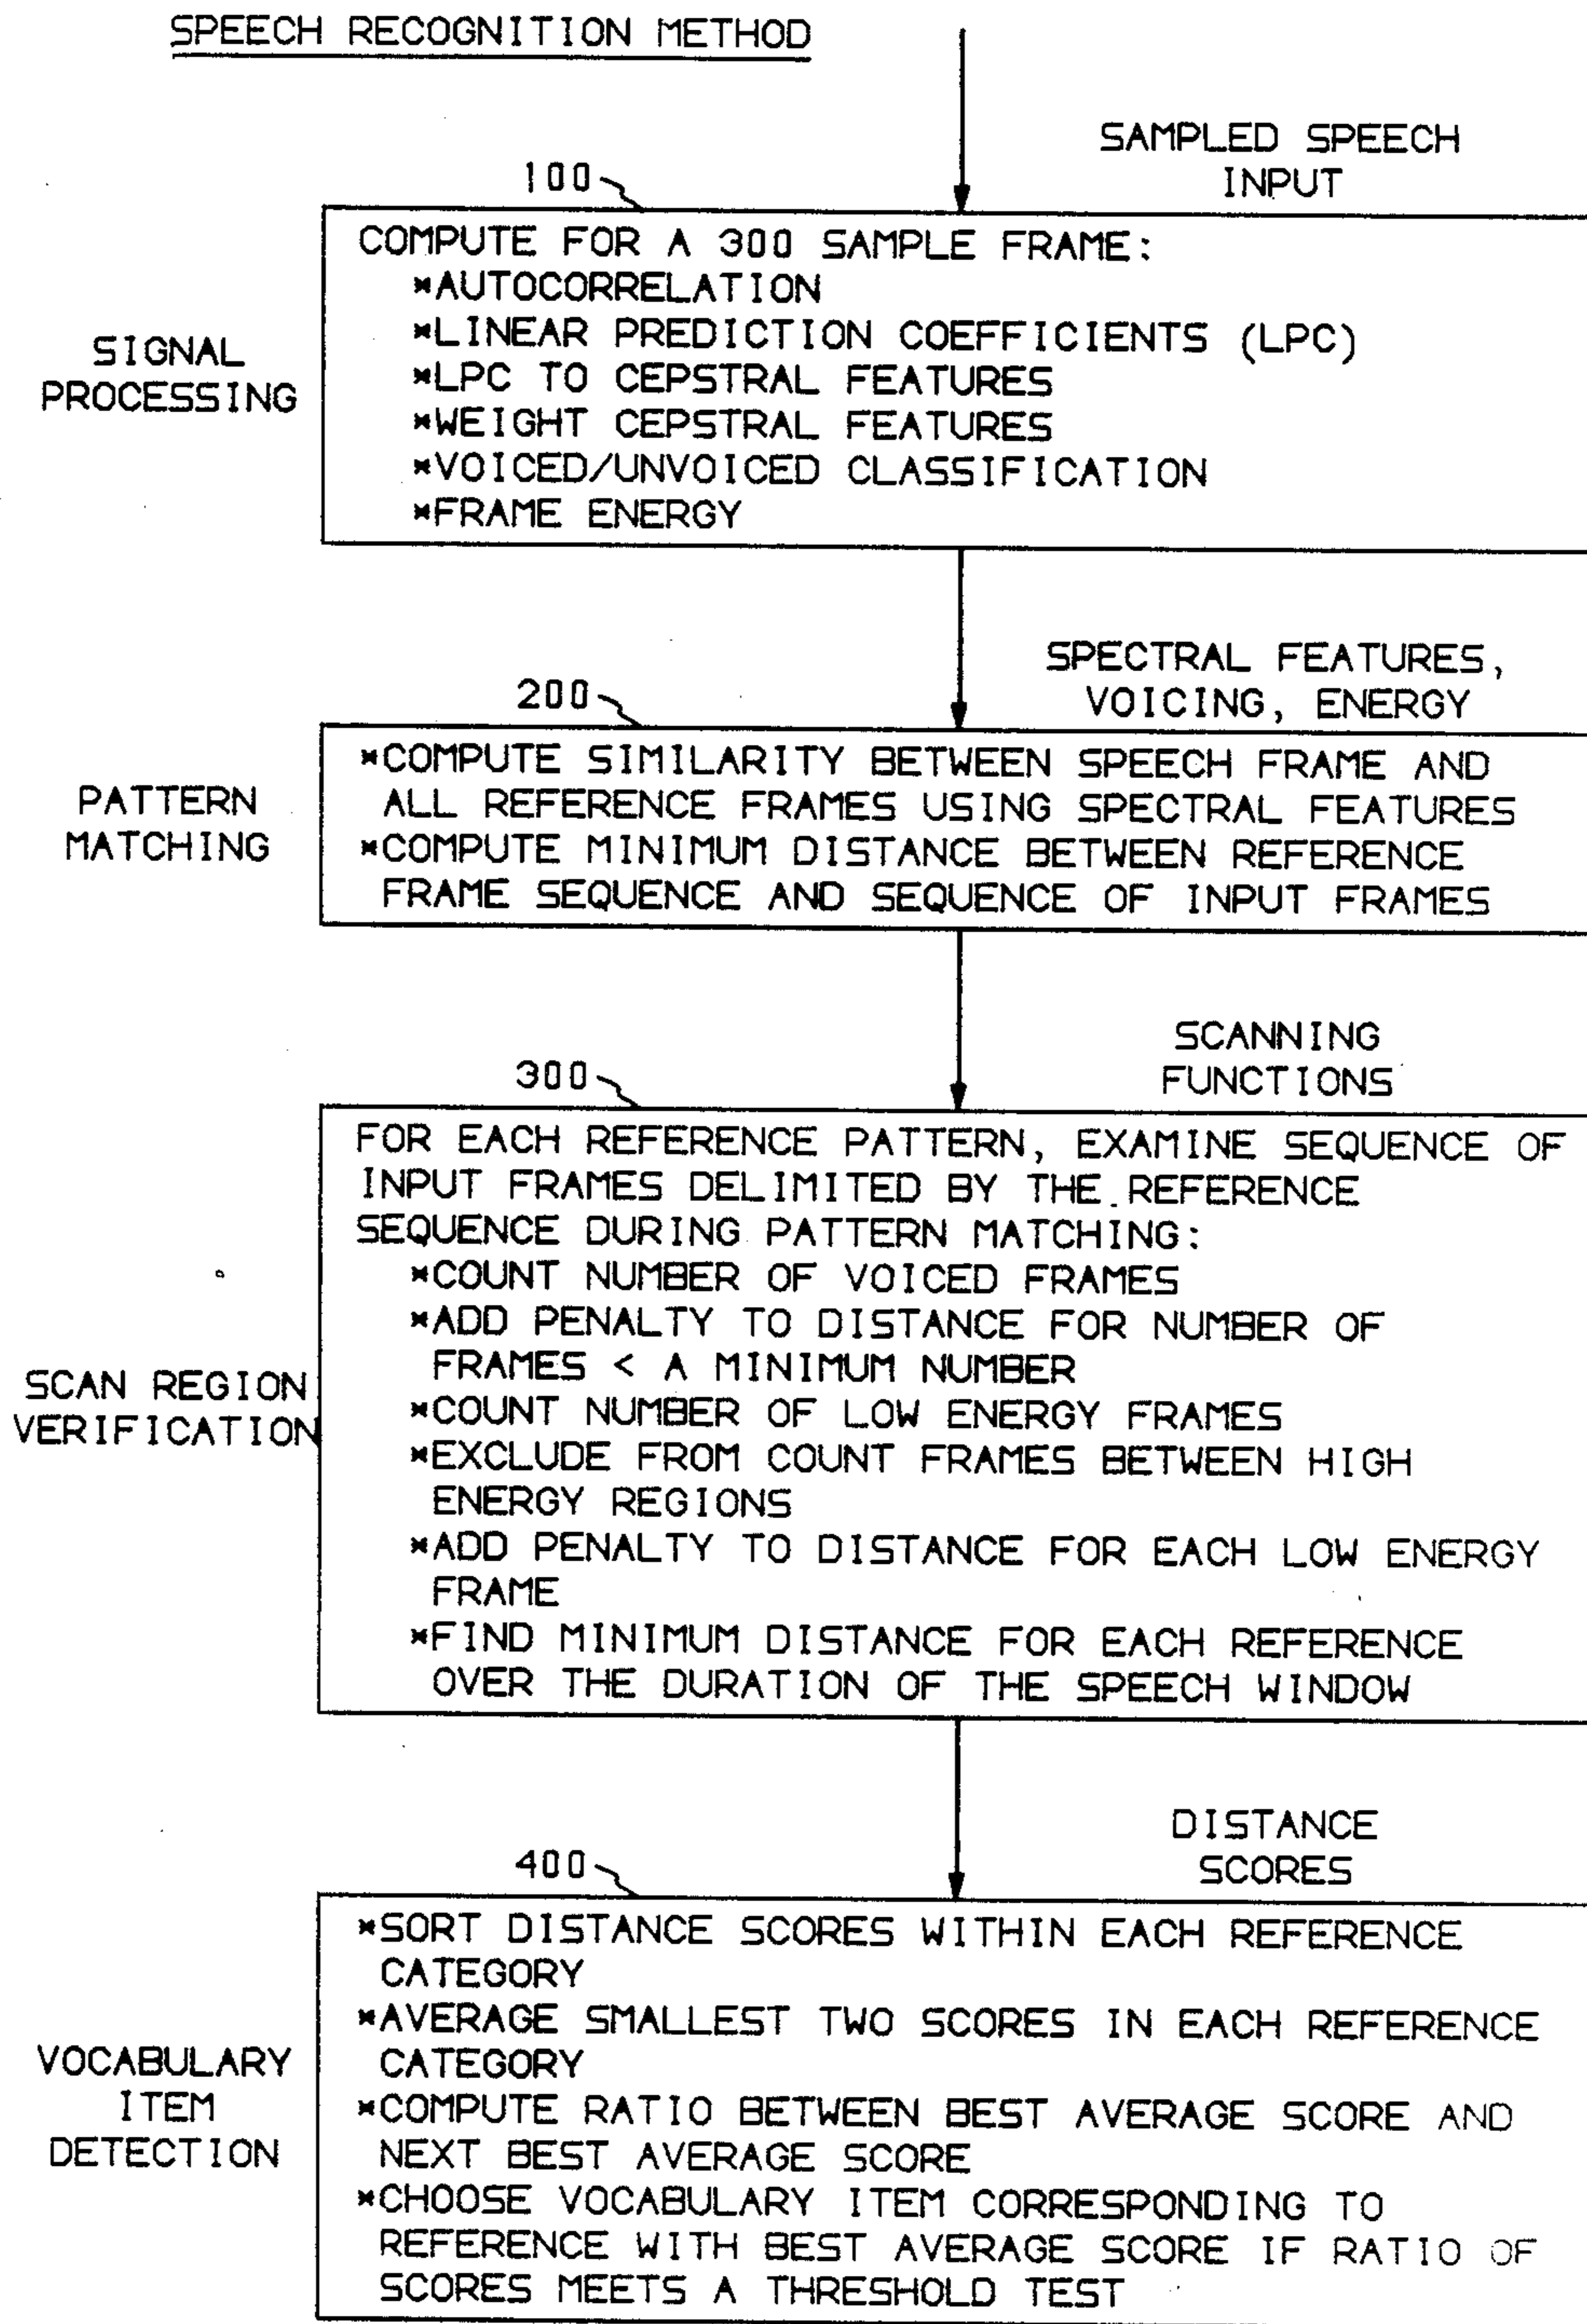 SPEECH RECOGNITION METHOD
SAMPLED SPEECH
INPUT
100
SIGNAL
PROCESSING
COMPUTE FOR A 300 SAMPLE FRAME:
*AUTOCORRELATION
*LINEAR PREDICTION COEFFICIENTS (LPC)
*LPC TO CEPSTRAL FEATURES
*WEIGHT CEPSTRAL FEATURES
*VOICED/UNVOICED CLASSIFICATION
*FRAME ENERGY
SPECTRAL FEATURES,
VOICING, ENERGY
200
PATTERN
MATCHING
*COMPUTE SIMILARITY BETWEEN SPEECH FRAME AND
ALL REFERENCE FRAMES USING SPECTRAL FEATURES
*COMPUTE MINIMUM DISTANCE BETWEEN REFERENCE
FRAME SEQUENCE AND SEQUENCE OF INPUT FRAMES
SCANNING
FUNCTIONS
300
SCAN REGION
VERIFICATION
FOR EACH REFERENCE PATTERN, EXAMINE SEQUENCE OF
INPUT FRAMES DELIMITED BY THE REFERENCE
SEQUENCE DURING PATTERN MATCHING:
*COUNT NUMBER OF VOICED FRAMES
*ADD PENALTY TO DISTANCE FOR NUMBER OF
FRAMES < A MINIMUM NUMBER
*COUNT NUMBER OF LOW ENERGY FRAMES
*EXCLUDE FROM COUNT FRAMES BETWEEN HIGH
ENERGY REGIONS
*ADD PENALTY TO DISTANCE FOR EACH LOW ENERGY
FRAME
*FIND MINIMUM DISTANCE FOR EACH REFERENCE
OVER THE DURATION OF THE SPEECH WINDOW
DISTANCE
SCORES
400
VOCABULARY
ITEM
DETECTION
*SORT DISTANCE SCORES WITHIN EACH REFERENCE
CATEGORY
*AVERAGE SMALLEST TWO SCORES IN EACH REFERENCE
CATEGORY
*COMPUTE RATIO BETWEEN BEST AVERAGE SCORE AND
NEXT BEST AVERAGE SCORE
*CHOOSE VOCABULARY ITEM CORRESPONDING TO
REFERENCE WITH BEST AVERAGE SCORE IF RATIO OF
SCORES MEETS A THRESHOLD TEST